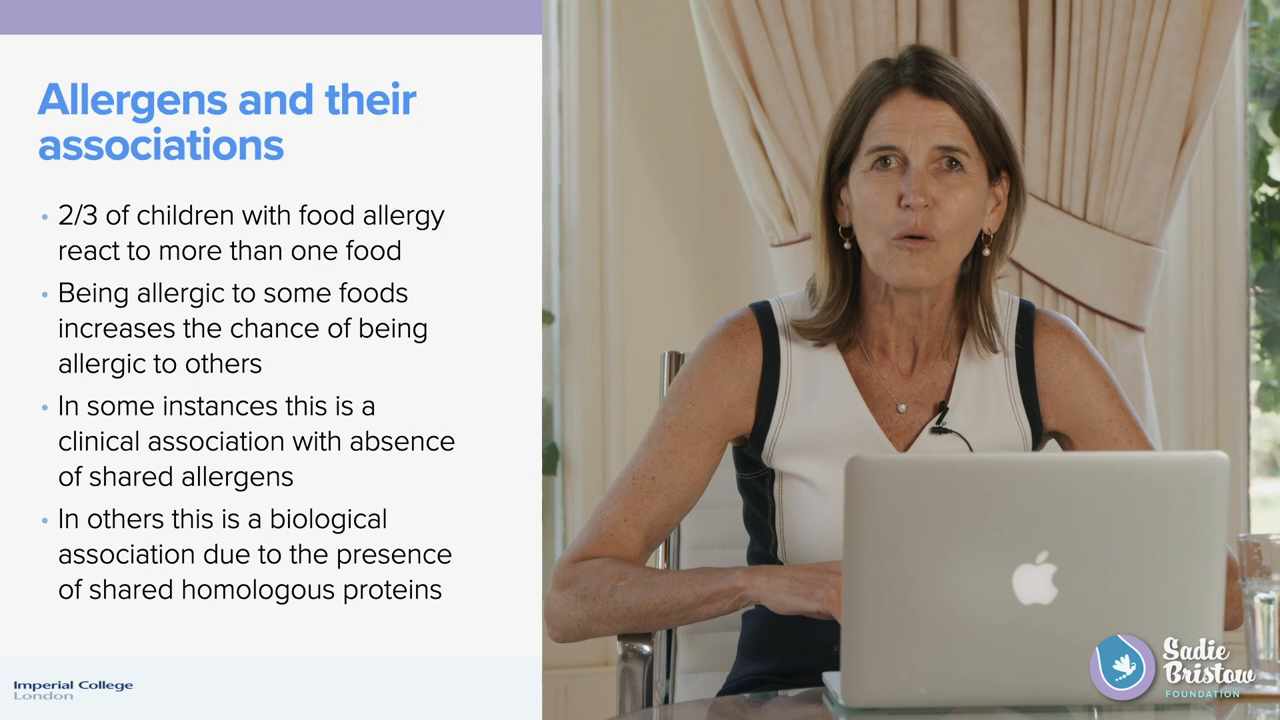 Allergens and their
associations
• 2/3 of children with food allergy
react to more than one food
• Being allergic to some foods
increases the chance of being
allergic to others
• In some instances this is a
clinical association with absence
of shared allergens
• In others this is a biological
association due to the presence
of shared homologous proteins
Imperial College
London
Sadie
Bristow
FOUNDATION